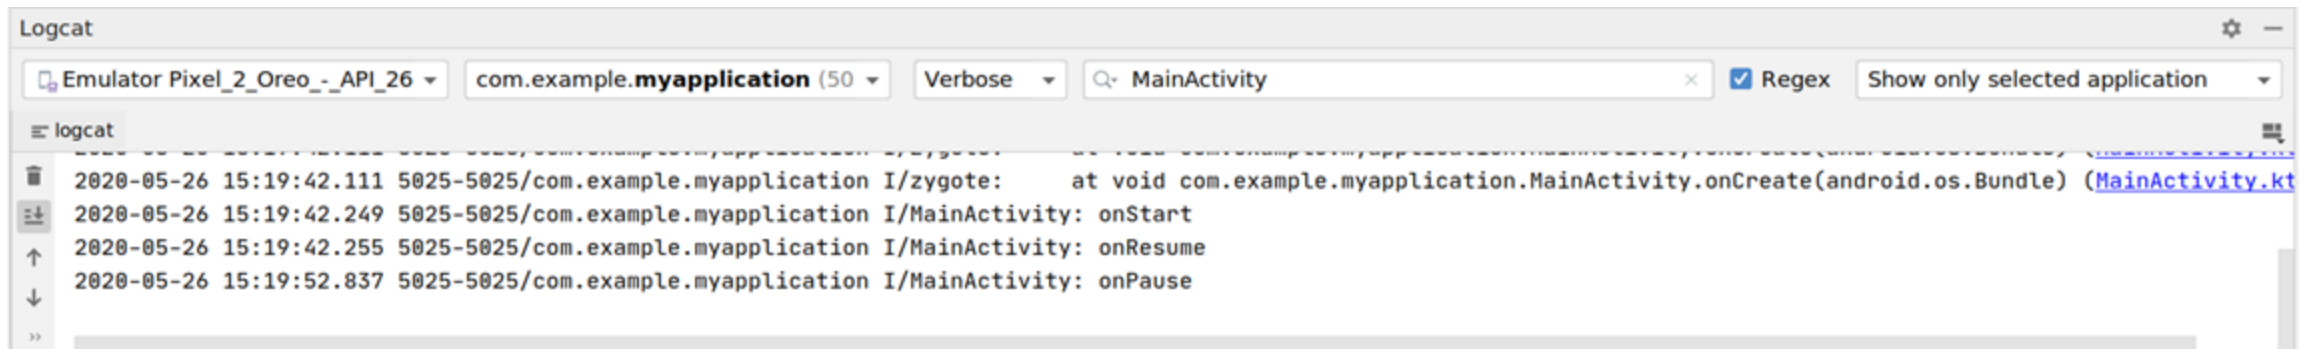 Logcat
Emulator Pixel_2_Oreo_-_API_26 com.example.myapplication (50 Verbose MainActivity Regex Show only selected application
logcat
2020-05-26 15:19:42.111 5025-5025/com.example.myapplication I/zygote:     at void com.example.myapplication.MainActivity.onCreate(android.os.Bundle) (MainActivity.kt
2020-05-26 15:19:42.249 5025-5025/com.example.myapplication I/MainActivity: onStart
2020-05-26 15:19:42.255 5025-5025/com.example.myapplication I/MainActivity: onResume
2020-05-26 15:19:52.837 5025-5025/com.example.myapplication I/MainActivity: onPause